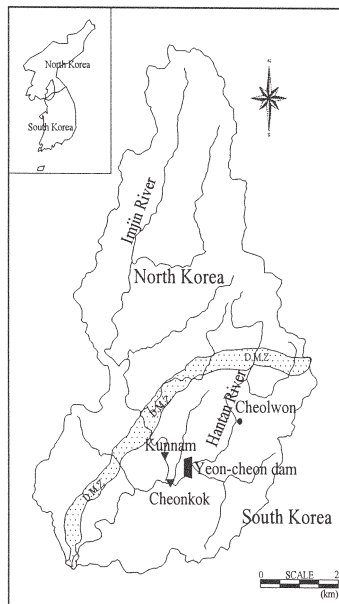 North Korea
South Korea
N
Imjin River
North Korea
D.M.Z
Hantan River
Cheolwon
D.M.Z
Kunnam
Yeon-cheon dam
Cheonkok
D.M.Z
South Korea
0 SCALE 2
(km)